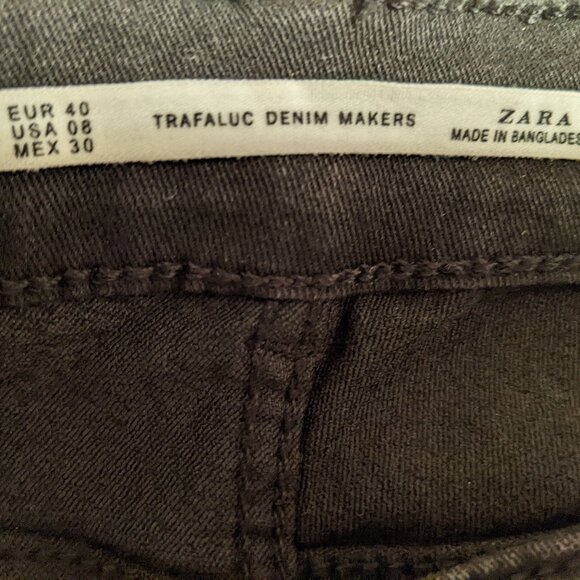 EUR 40
USA 08
MEX 30
TRAFALUC DENIM MAKERS
ZARA
MADE IN BANGLADES